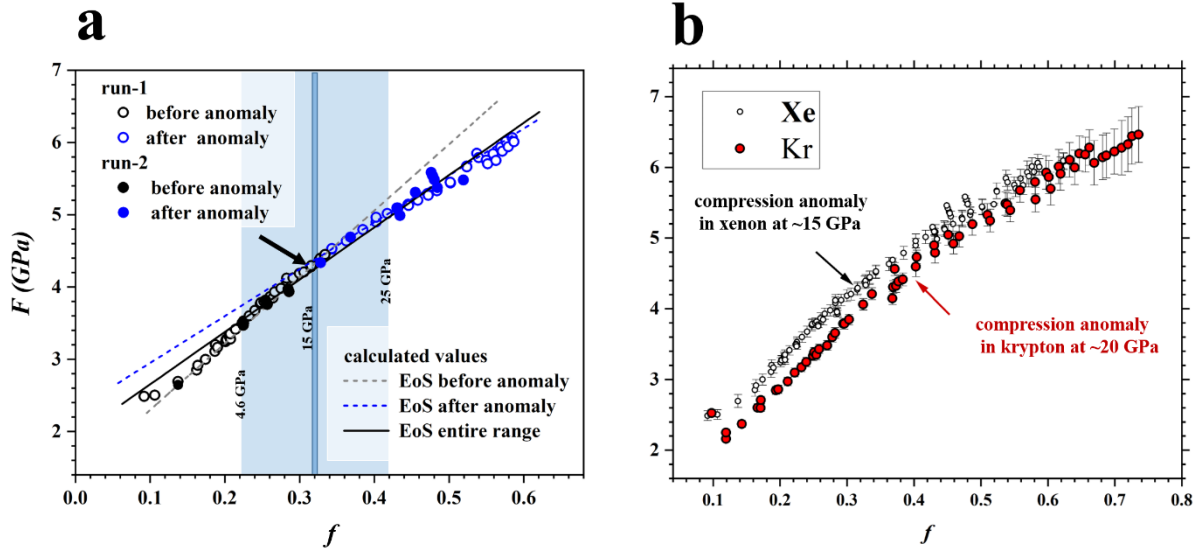 a
7
6
5
4
3
2
F (GPa)
run-1
before anomaly
after  anomaly
run-2
before anomaly
after anomaly
4.6 GPa
15 GPa
25 GPa
calculated values
EoS before anomaly
EoS after anomaly
EoS entire range
0.0 0.1 0.2 0.3 0.4 0.5 0.6
f
b
7
6
5
4
3
2
Xe
Kr
compression anomaly
in xenon at ~15 GPa
compression anomaly
in krypton at ~20 GPa
0.1 0.2 0.3 0.4 0.5 0.6 0.7 0.8
f